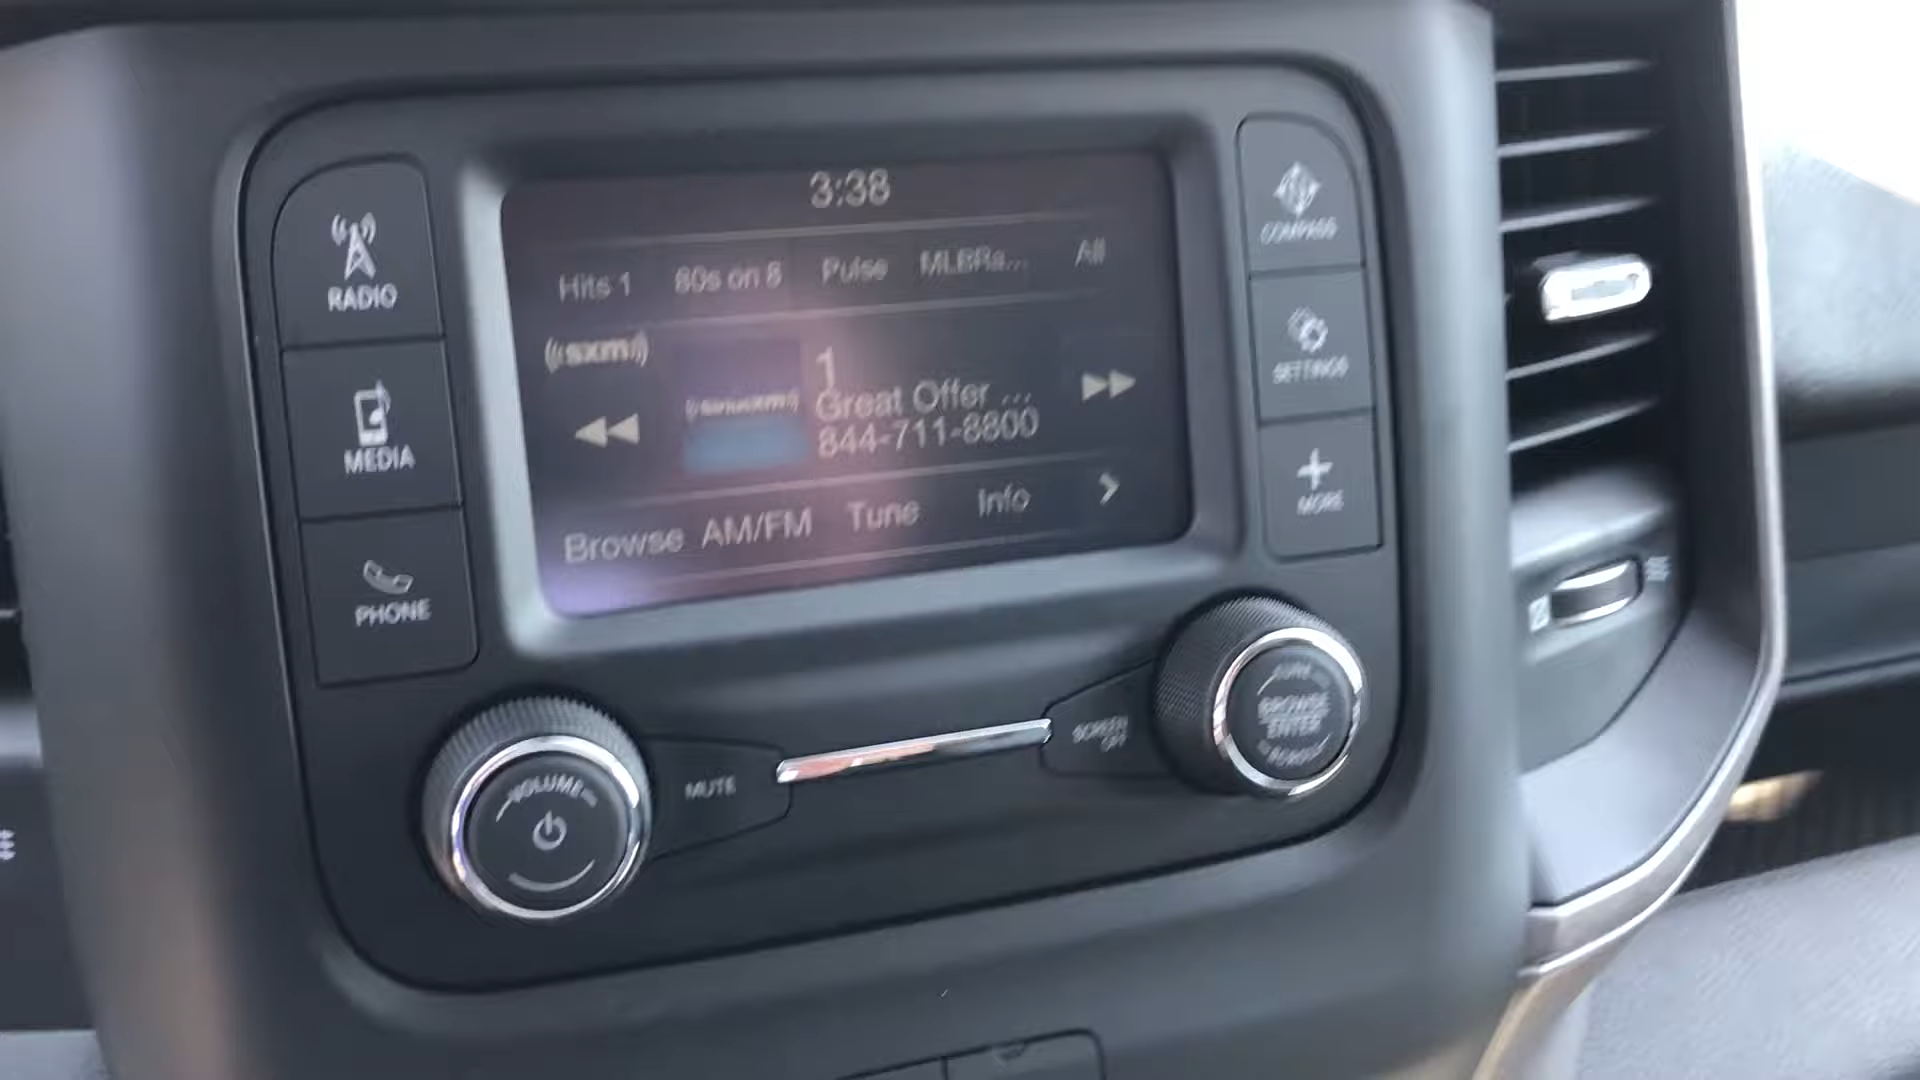 3:38
Hits 1 80s on 8 Pulse MLBRa... All
((sxm))
((siriusxm))
1
Great Offer ...
844-711-8800
Browse AM/FM Tune Info
RADIO
MEDIA
PHONE
COMPASS
SETTINGS
MORE
VOLUME
MUTE
SCREEN
OFF
BROWSE
ENTER